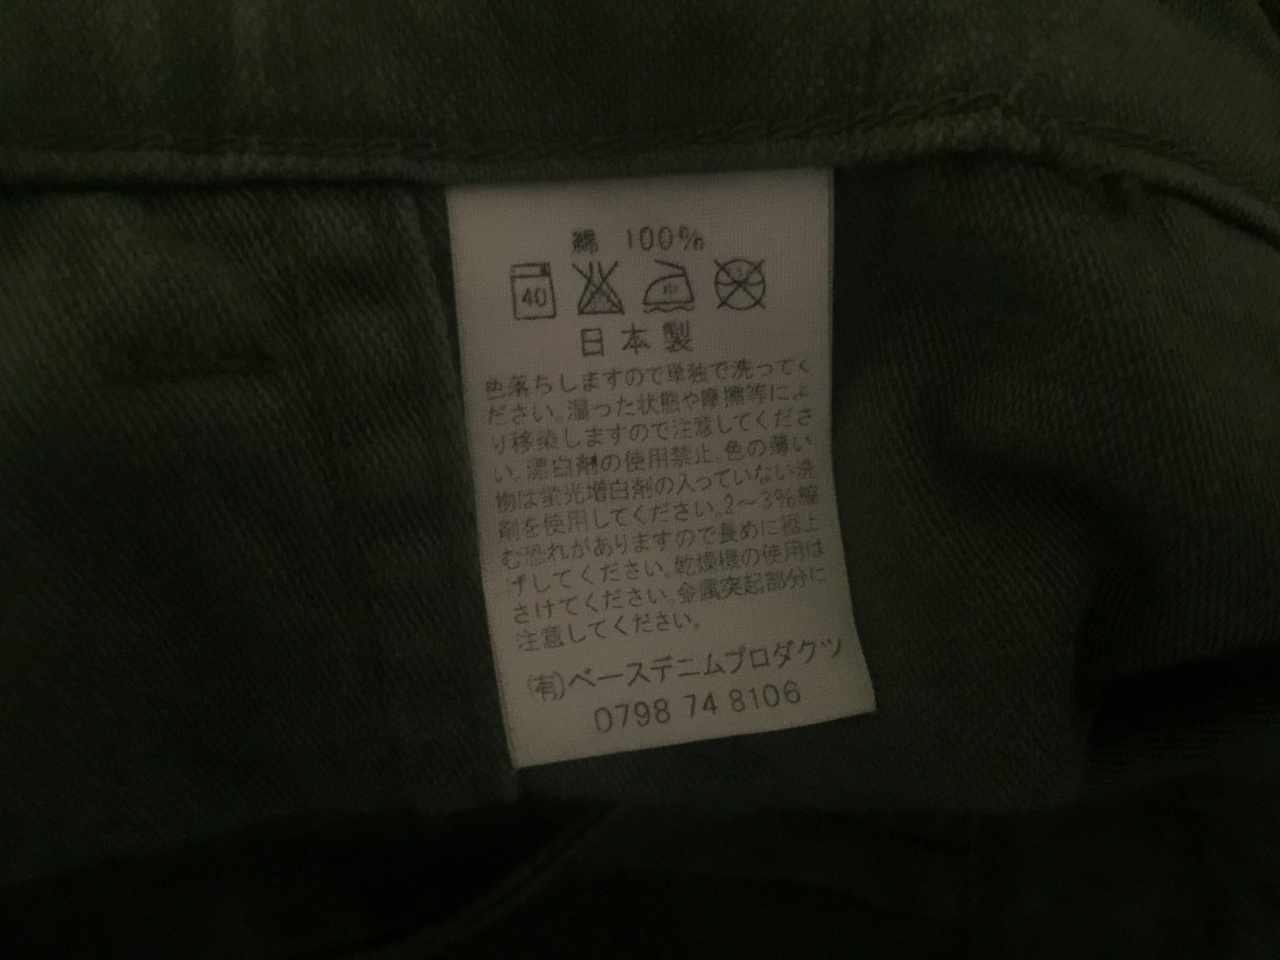 綿 100%
40
中
日本製
色落ちしますので単独で洗ってく
ださい。湿った状態や摩擦等によ
り移染しますので注意してくださ
い。漂白剤の使用禁止。色の薄い
物は蛍光増白剤の入っていない洗
剤を使用してください。2〜3%縮
む恐れがありますので長めに裾上
げしてください。乾燥機の使用は
さけてください。金属突起部分に
注意してください。
(有)ベースデニムプロダクツ
0798 74 8106